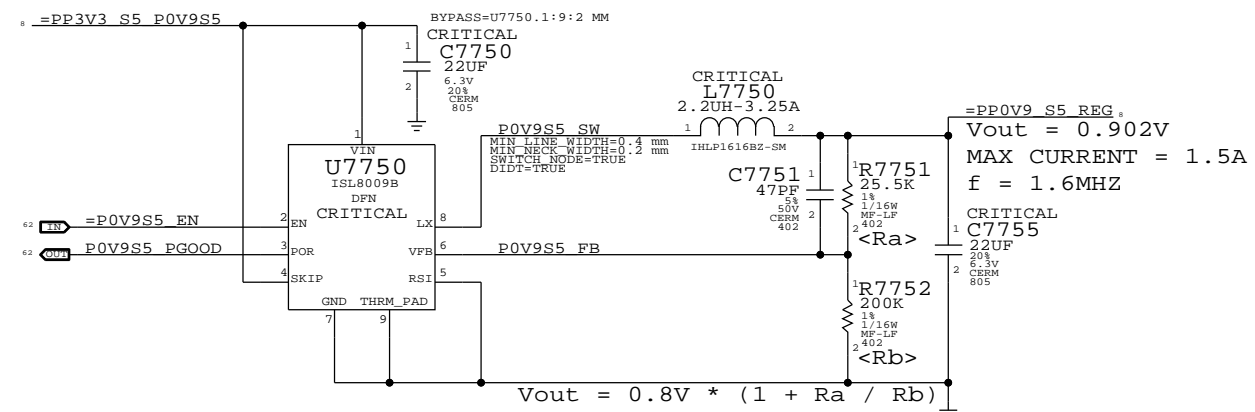 8 =PP3V3_S5_P0V9S5
BYPASS=U7750.1:9:2 MM
CRITICAL
1 C7750
22UF
6.3V
2 20%
CERM
805
CRITICAL
L7750
2.2UH-3.25A
1 2
IHLP1616BZ-SM
P0V9S5_SW
MIN_LINE_WIDTH=0.4 mm
MIN_NECK_WIDTH=0.2 mm
SWITCH_NODE=TRUE
DIDT=TRUE
=PP0V9_S5_REG 8
Vout = 0.902V
MAX CURRENT = 1.5A
f = 1.6MHZ
1
VIN
U7750
ISL8009B
DFN
CRITICAL
62 IN =P0V9S5_EN 2 EN
LX 8
62 OUT P0V9S5_PGOOD 3 POR
VFB 6 P0V9S5_FB
4 SKIP
RSI 5
GND THRM_PAD
7 9
C7751 1
47PF
5%
50V
CERM 2
402
1 R7751
25.5K
1%
1/16W
MF-LF
402
2 <Ra>
CRITICAL
1 C7755
22UF
20%
6.3V
2 CERM
805
1 R7752
200K
1%
1/16W
MF-LF
402
2 <Rb>
Vout = 0.8V * (1 + Ra / Rb)